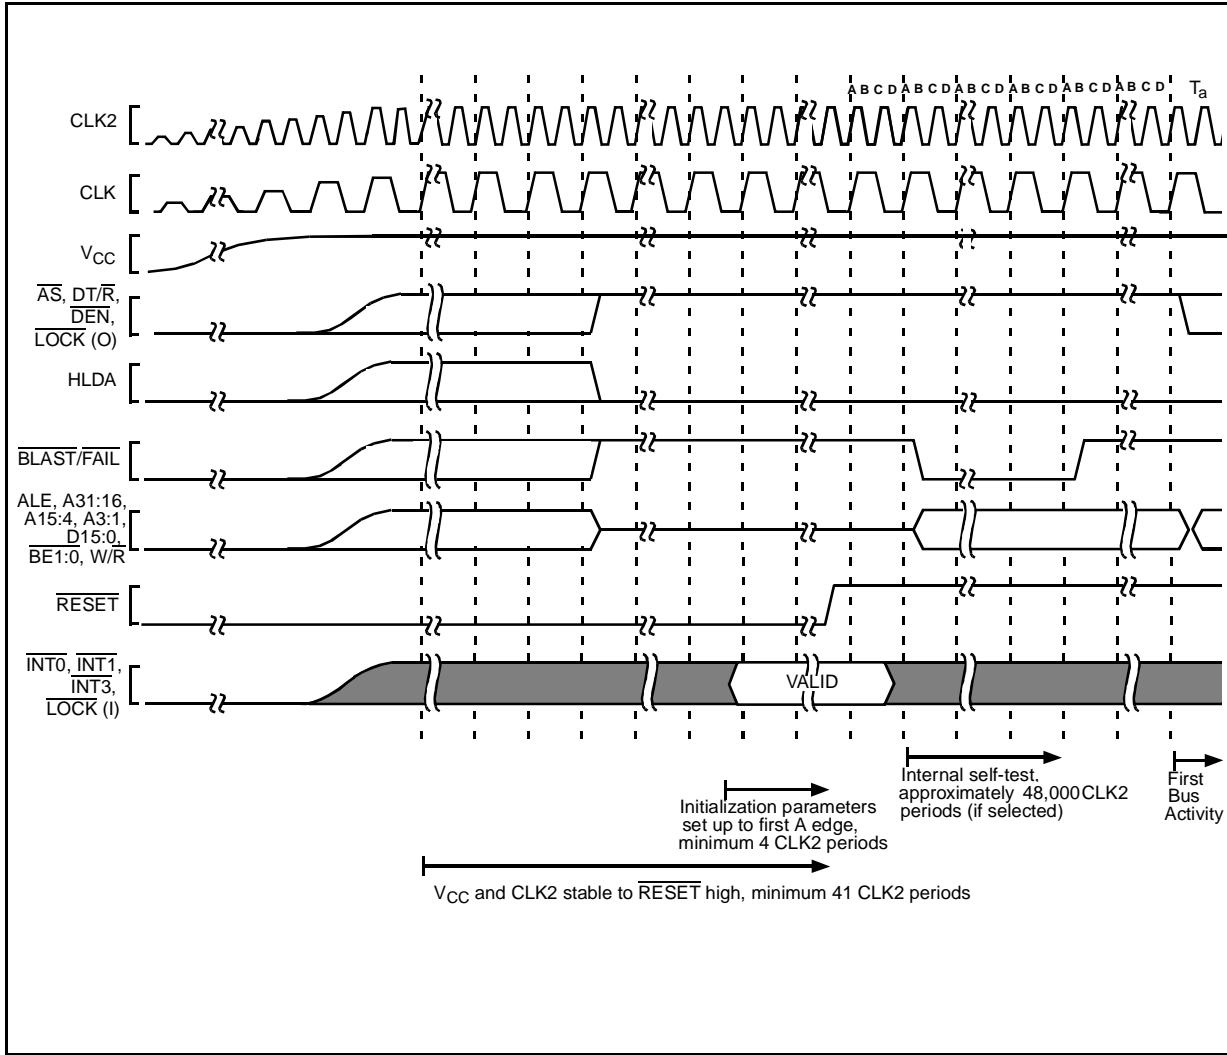 A B C D A B C D A B C D A B C D A B C D A B C D Ta
CLK2
CLK
VCC
AS, DT/R,
DEN,
LOCK (O)
HLDA
BLAST/FAIL
ALE, A31:16,
A15:4, A3:1,
D15:0,
BE1:0, W/R
RESET
INT0, INT1,
INT3,
LOCK (I)
VALID
Initialization parameters
set up to first A edge,
minimum 4 CLK2 periods
Internal self-test,
approximately 48,000 CLK2
periods (if selected)
First
Bus
Activity
VCC and CLK2 stable to RESET high, minimum 41 CLK2 periods